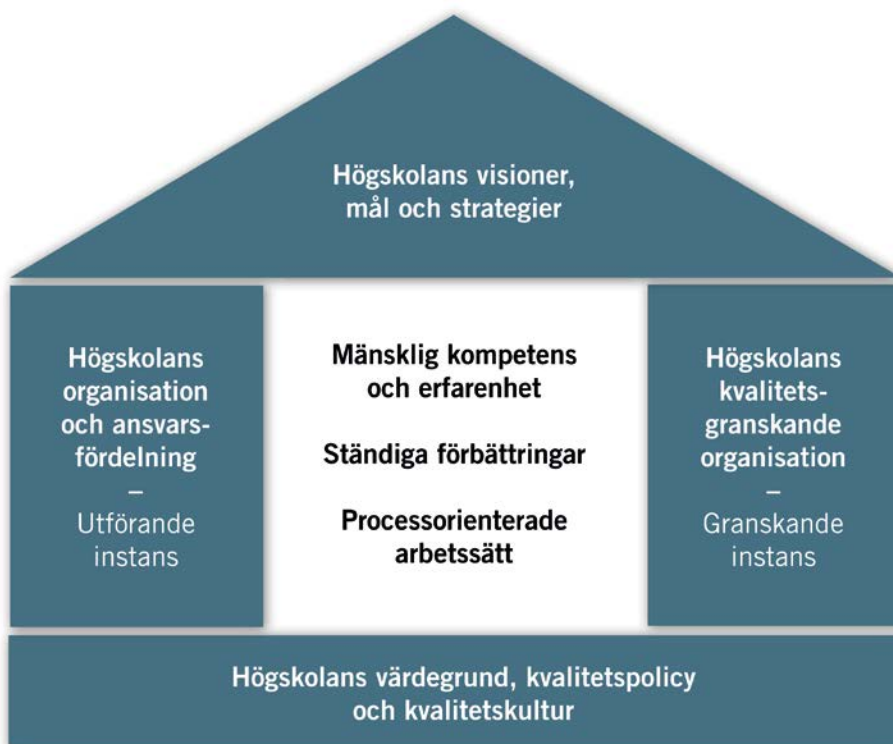 Högskolans visioner,
mål och strategier
Högskolans
organisation
och ansvars-
fördelning
–
Utförande
instans
Mänsklig kompetens
och erfarenhet
Ständiga förbättringar
Processorienterade
arbetssätt
Högskolans
kvalitets-
granskande
organisation
–
Granskande
instans
Högskolans värdegrund, kvalitetspolicy
och kvalitetskultur